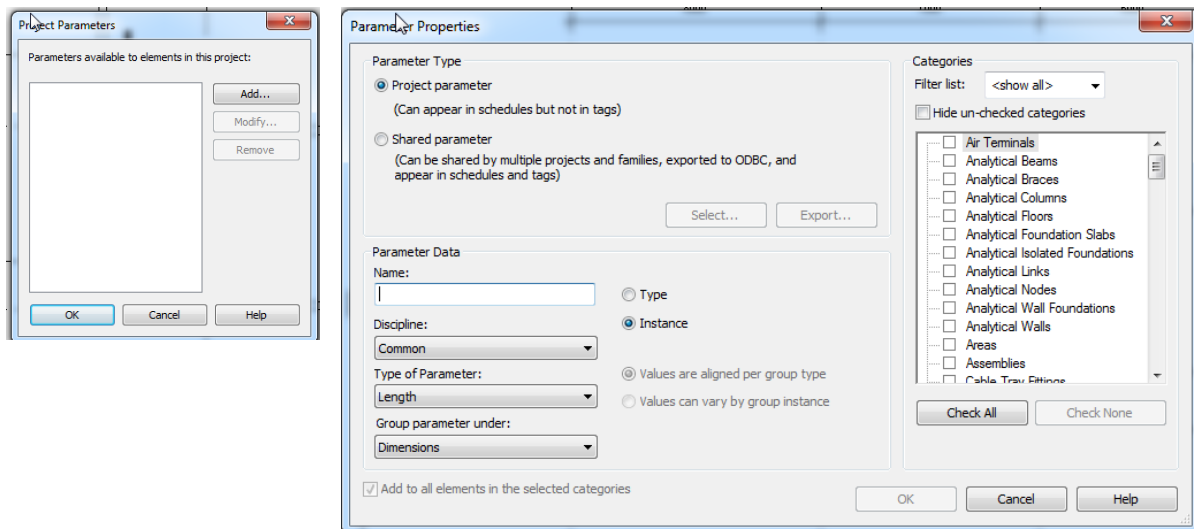 Project Parameters
Parameters available to elements in this project:
Add...
Modify...
Remove
OK
Cancel
Help
Parameter Properties
Parameter Type
Project parameter
(Can appear in schedules but not in tags)
Shared parameter
(Can be shared by multiple projects and families, exported to ODBC, and
appear in schedules and tags)
Select...
Export...
Parameter Data
Name:
Type
Discipline:
Instance
Common
Type of Parameter:
Values are aligned per group type
Length
Values can vary by group instance
Group parameter under:
Dimensions
Add to all elements in the selected categories
Categories
Filter list:
<show all>
Hide un-checked categories
Air Terminals
Analytical Beams
Analytical Braces
Analytical Columns
Analytical Floors
Analytical Foundation Slabs
Analytical Isolated Foundations
Analytical Links
Analytical Nodes
Analytical Wall Foundations
Analytical Walls
Areas
Assemblies
Cable Tray Fittings
Check All
Check None
OK
Cancel
Help